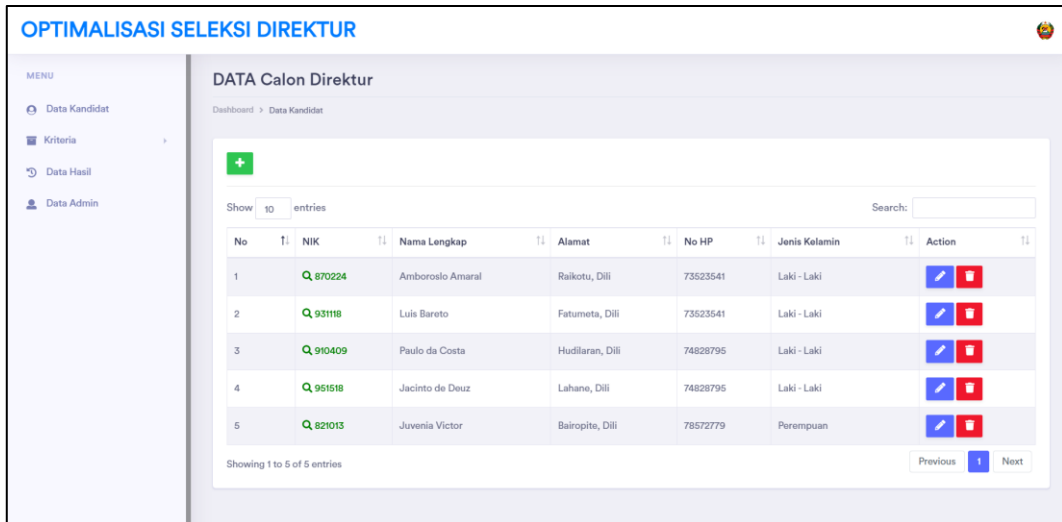 OPTIMALISASI SELEKSI DIREKTUR
MENU
Data Kandidat
Kriteria
Data Hasil
Data Admin
DATA Calon Direktur
Dashboard > Data Kandidat
+
Show 10 entries
Search:
No NIK Nama Lengkap Alamat No HP Jenis Kelamin Action
1 870224 Amboroslo Amaral Raikotu, Dili 73523541 Laki - Laki
2 931118 Luis Bareto Fatumeta, Dili 73523541 Laki - Laki
3 910409 Paulo da Costa Hudilaran, Dili 74828795 Laki - Laki
4 951518 Jacinto de Deuz Lahane, Dili 74828795 Laki - Laki
5 821013 Juvenia Victor Bairopite, Dili 78572779 Perempuan
Showing 1 to 5 of 5 entries
Previous 1 Next